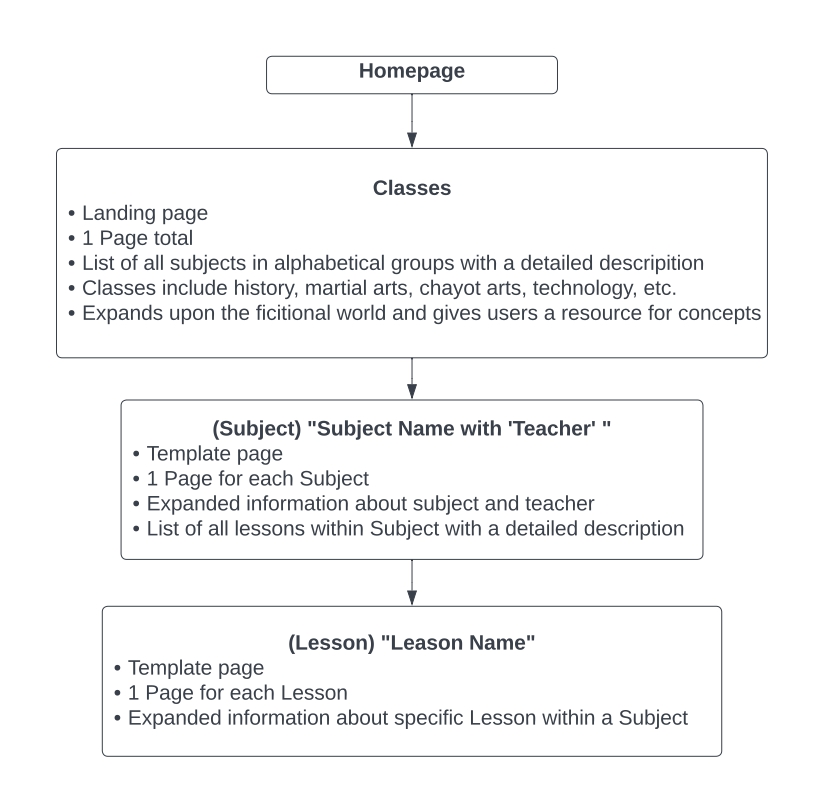 Homepage
Classes
• Landing page
• 1 Page total
• List of all subjects in alphabetical groups with a detailed descripition
• Classes include history, martial arts, chayot arts, technology, etc.
• Expands upon the ficitional world and gives users a resource for concepts
(Subject) "Subject Name with 'Teacher' "
• Template page
• 1 Page for each Subject
• Expanded information about subject and teacher
• List of all lessons within Subject with a detailed description
(Lesson) "Leason Name"
• Template page
• 1 Page for each Lesson
• Expanded information about specific Lesson within a Subject